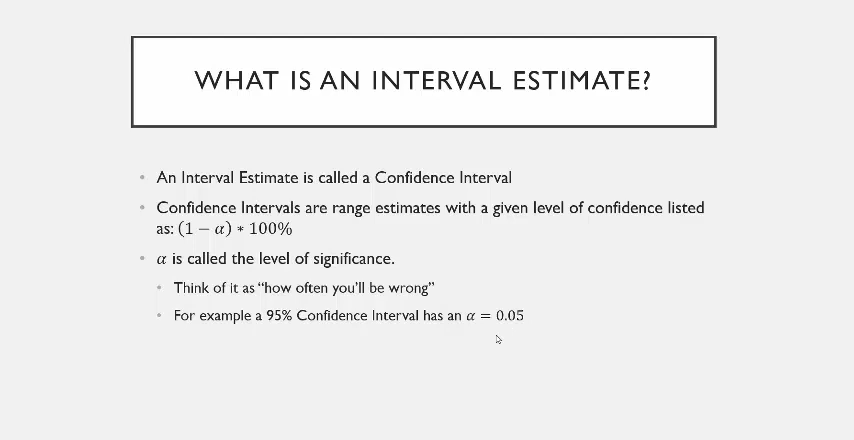 WHAT IS AN INTERVAL ESTIMATE?
• An Interval Estimate is called a Confidence Interval
• Confidence Intervals are range estimates with a given level of confidence listed
as: (1 − α) ∗ 100%
• α is called the level of significance.
• Think of it as “how often you’ll be wrong”
• For example a 95% Confidence Interval has an α = 0.05